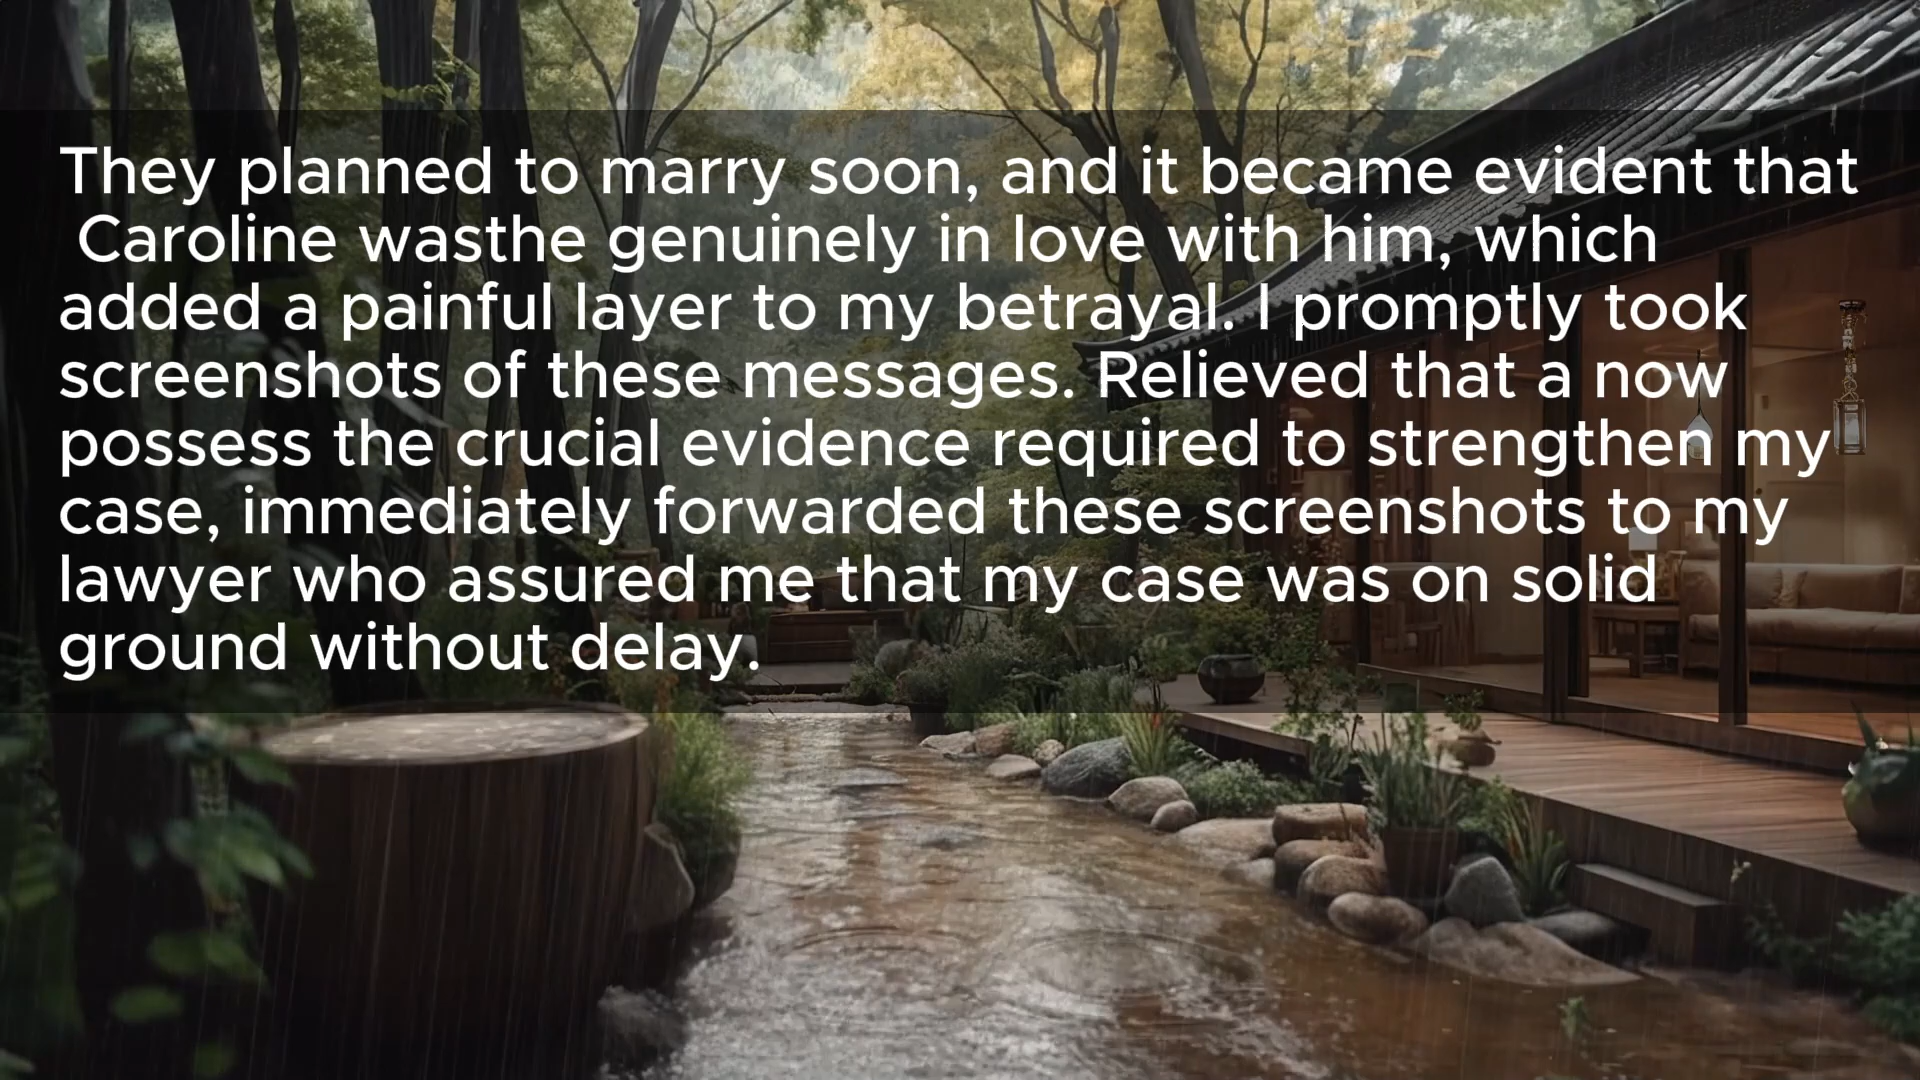 They planned to marry soon, and it became evident that
Caroline wasthe genuinely in love with him, which
added a painful layer to my betrayal. I promptly took
screenshots of these messages. Relieved that a now
possess the crucial evidence required to strengthen my
case, immediately forwarded these screenshots to my
lawyer who assured me that my case was on solid
ground without delay.